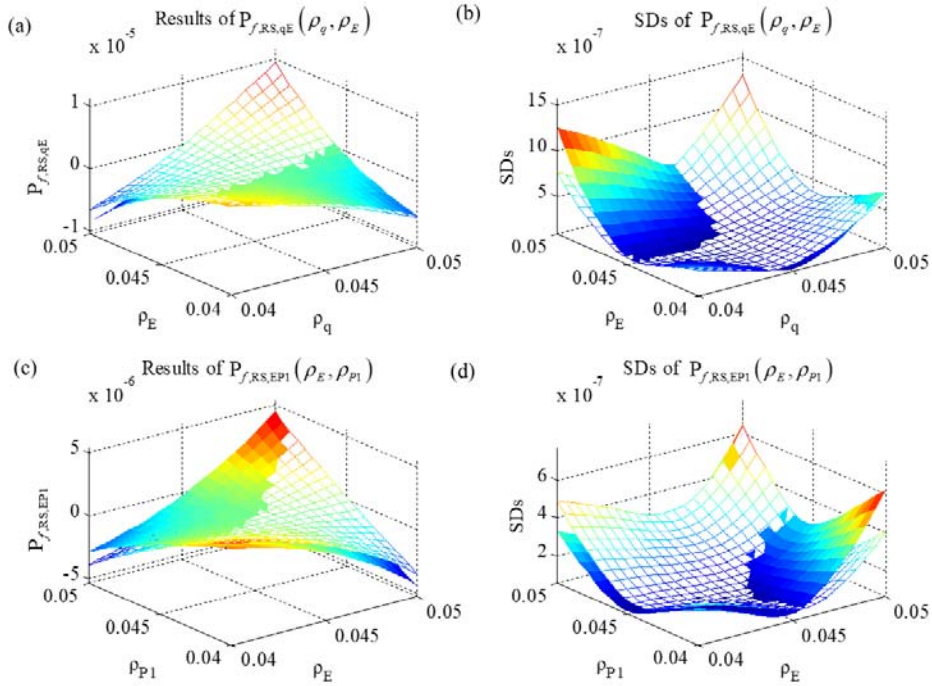 (a)
Results of P_{f,RS,qE}(ρ_q, ρ_E)
x 10^{-5}
1
0
-1
P_{f,RS,qE}
0.05
0.045
0.04
ρ_E
0.04
0.045
0.05
ρ_q
(b)
SDs of P_{f,RS,qE}(ρ_q, ρ_E)
x 10^{-7}
15
10
5
SDs
0.05
0.045
0.04
ρ_E
0.04
0.045
0.05
ρ_q
(c)
Results of P_{f,RS,EP1}(ρ_E, ρ_{P1})
x 10^{-6}
5
0
-5
P_{f,RS,EP1}
0.05
0.045
0.04
ρ_{P1}
0.04
0.045
0.05
ρ_E
(d)
SDs of P_{f,RS,EP1}(ρ_E, ρ_{P1})
x 10^{-7}
6
4
2
SDs
0.05
0.045
0.04
ρ_{P1}
0.04
0.045
0.05
ρ_E